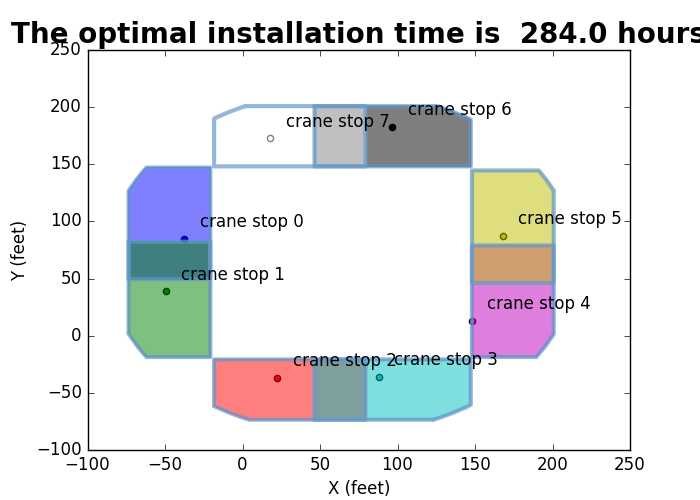 The optimal installation time is 284.0 hours
250
200
150
100
50
0
−50
−100
Y (feet)
crane stop 6
crane stop 7
crane stop 0
crane stop 5
crane stop 1
crane stop 4
crane stop 2
crane stop 3
−100 −50 0 50 100 150 200 250
X (feet)